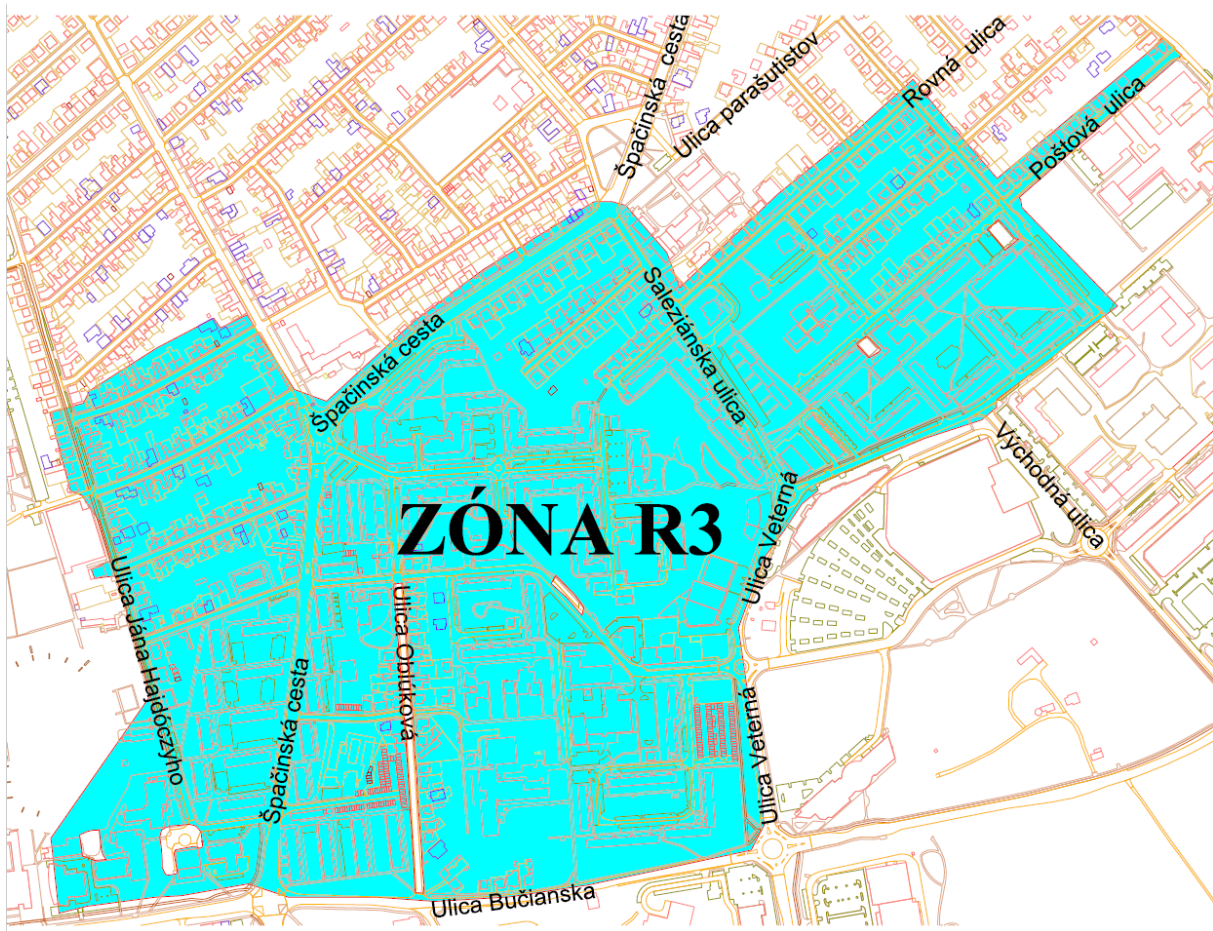 Špačinská cesta
Ulica parašutistov
Rovná ulica
Poštová ulica
Špačinská cesta
Saleziánska ulica
Východná ulica
ZÓNA R3
Ulica Veterná
Ulica Jána Hajdóczyho
Ulica Oblúková
Špačinská cesta
Ulica Veterná
Ulica Bučianska